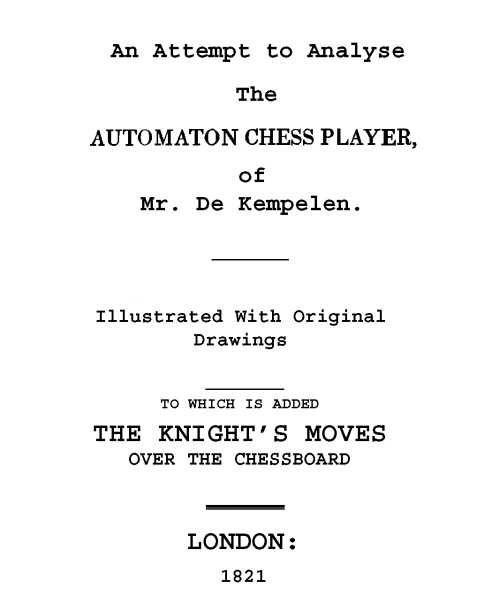 An Attempt to Analyse
The
AUTOMATON CHESS PLAYER,
of
Mr. De Kempelen.
Illustrated With Original
Drawings
TO WHICH IS ADDED
THE KNIGHT'S MOVES
OVER THE CHESSBOARD
LONDON:
1821